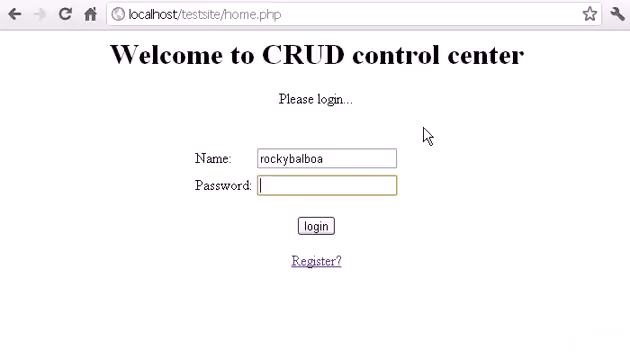 localhost/testsite/home.php
Welcome to CRUD control center
Please login...
Name: rockybalboa
Password:
login
Register?